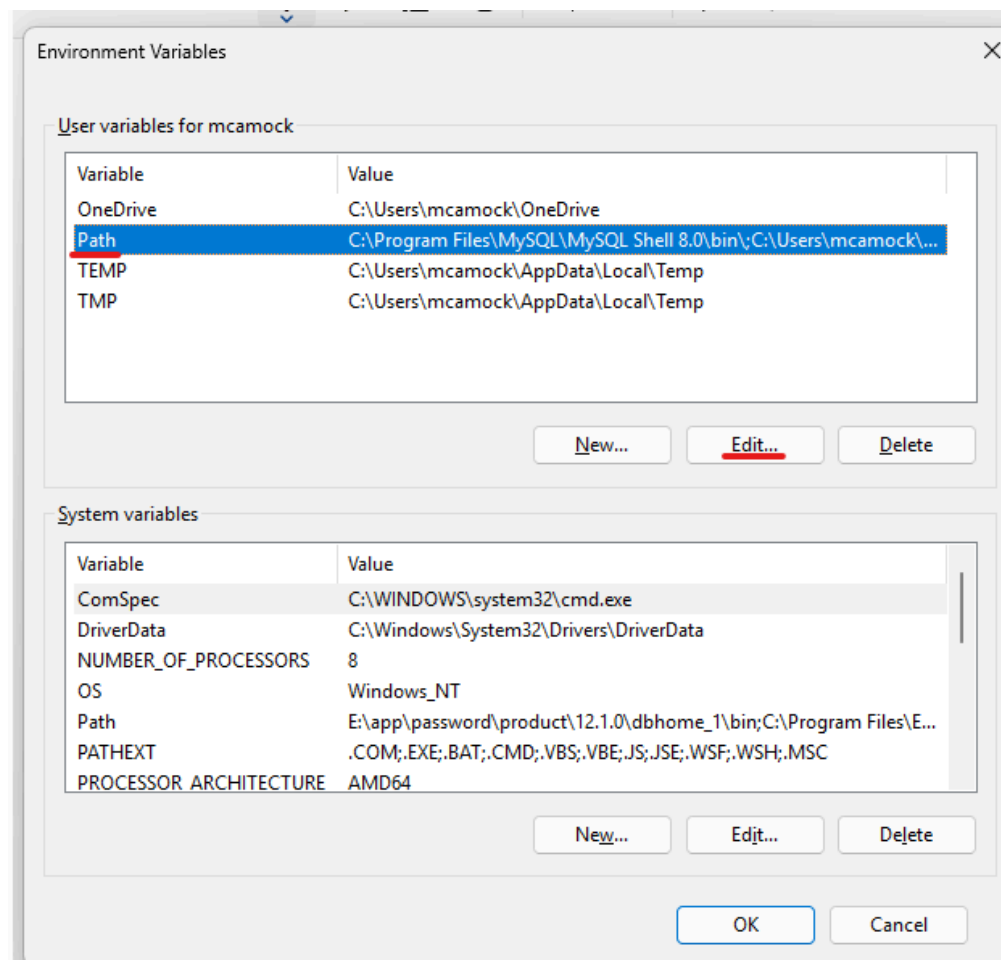 Environment Variables
User variables for mcamock
Variable Value
OneDrive C:\Users\mcamock\OneDrive
Path C:\Program Files\MySQL\MySQL Shell 8.0\bin\;C:\Users\mcamock\...
TEMP C:\Users\mcamock\AppData\Local\Temp
TMP C:\Users\mcamock\AppData\Local\Temp
New... Edit... Delete
System variables
Variable Value
ComSpec C:\WINDOWS\system32\cmd.exe
DriverData C:\Windows\System32\Drivers\DriverData
NUMBER_OF_PROCESSORS 8
OS Windows_NT
Path E:\app\password\product\12.1.0\dbhome_1\bin;C:\Program Files\E...
PATHEXT .COM;.EXE;.BAT;.CMD;.VBS;.VBE;.JS;.JSE;.WSF;.WSH;.MSC
PROCESSOR_ARCHITECTURE AMD64
New... Edit... Delete
OK Cancel